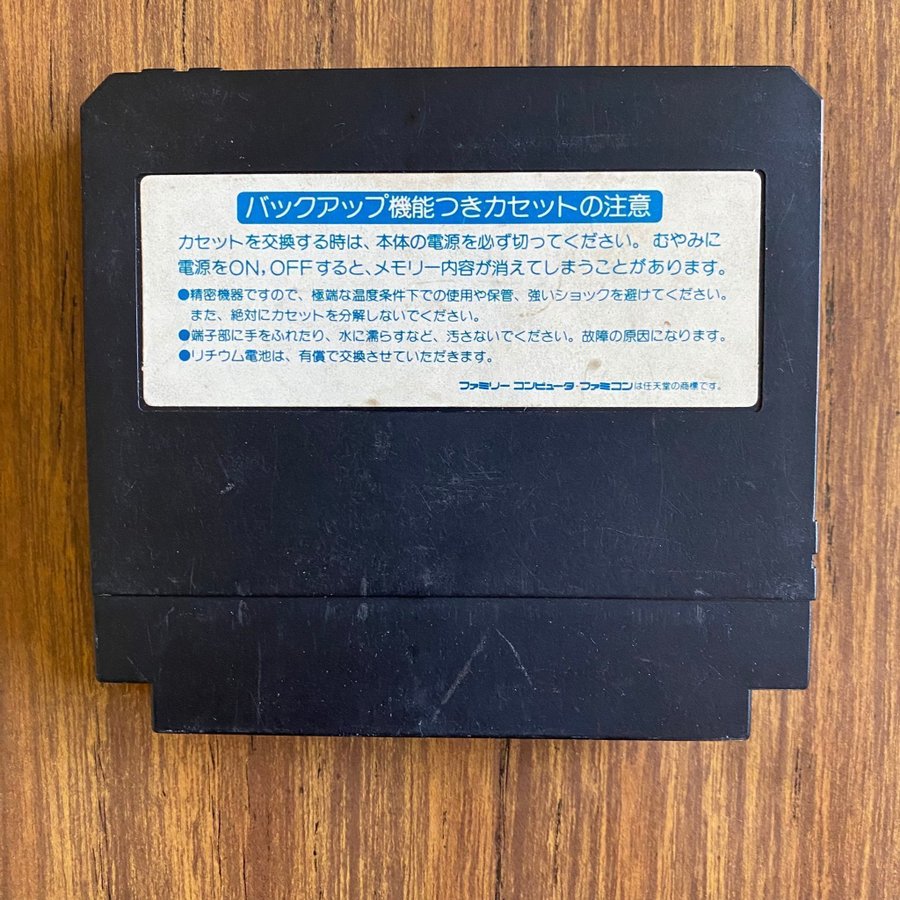 バックアップ機能つきカセットの注意
カセットを交換する時は、本体の電源を必ず切ってください。むやみに
電源をON,OFFすると、メモリー内容が消えてしまうことがあります。
●精密機器ですので、極端な温度条件下での使用や保管、強いショックを避けてください。
また、絶対にカセットを分解しないでください。
●端子部に手をふれたり、水に濡らすなど、汚さないでください。故障の原因になります。
●リチウム電池は、有償で交換させていただきます。
ファミリー コンピュータ・ファミコンは任天堂の商標です。